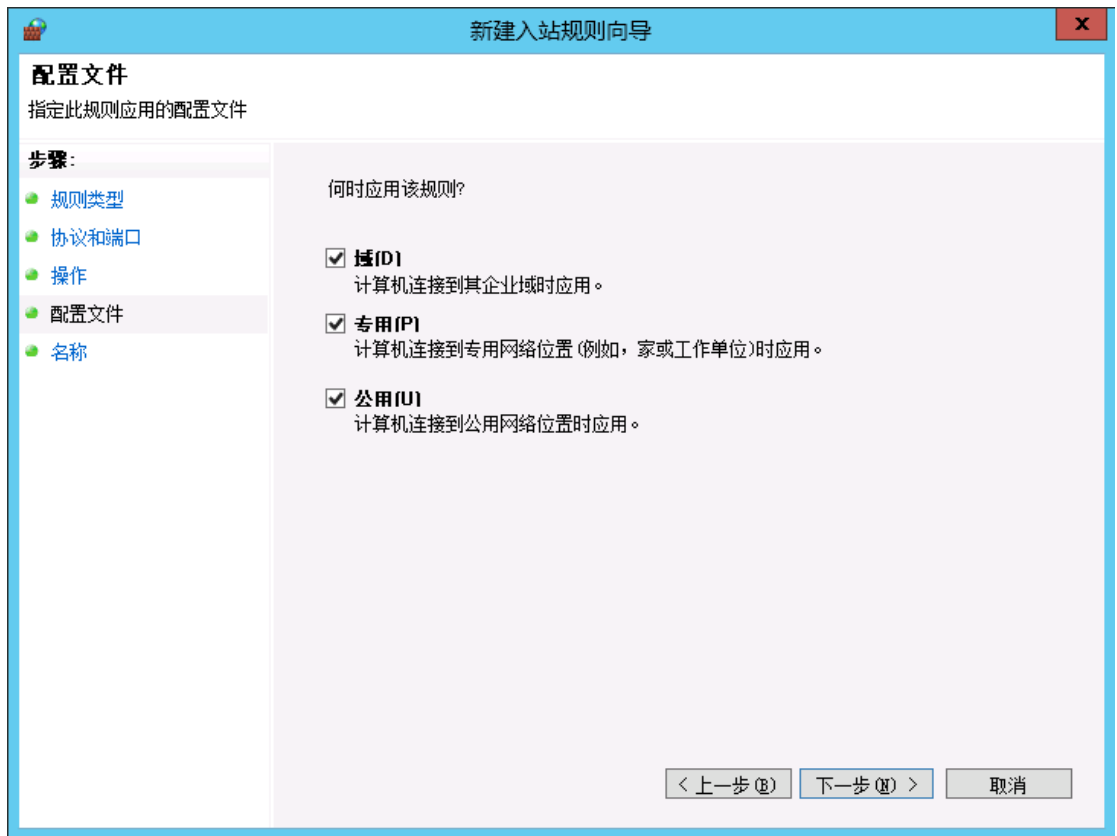 新建入站规则向导
x
配置文件
指定此规则应用的配置文件
步骤:
规则类型
协议和端口
操作
配置文件
名称
何时应用该规则?
域(D)
计算机连接到其企业域时应用。
专用(P)
计算机连接到专用网络位置(例如，家或工作单位)时应用。
公用(U)
计算机连接到公用网络位置时应用。
< 上一步(B)
下一步(N) >
取消